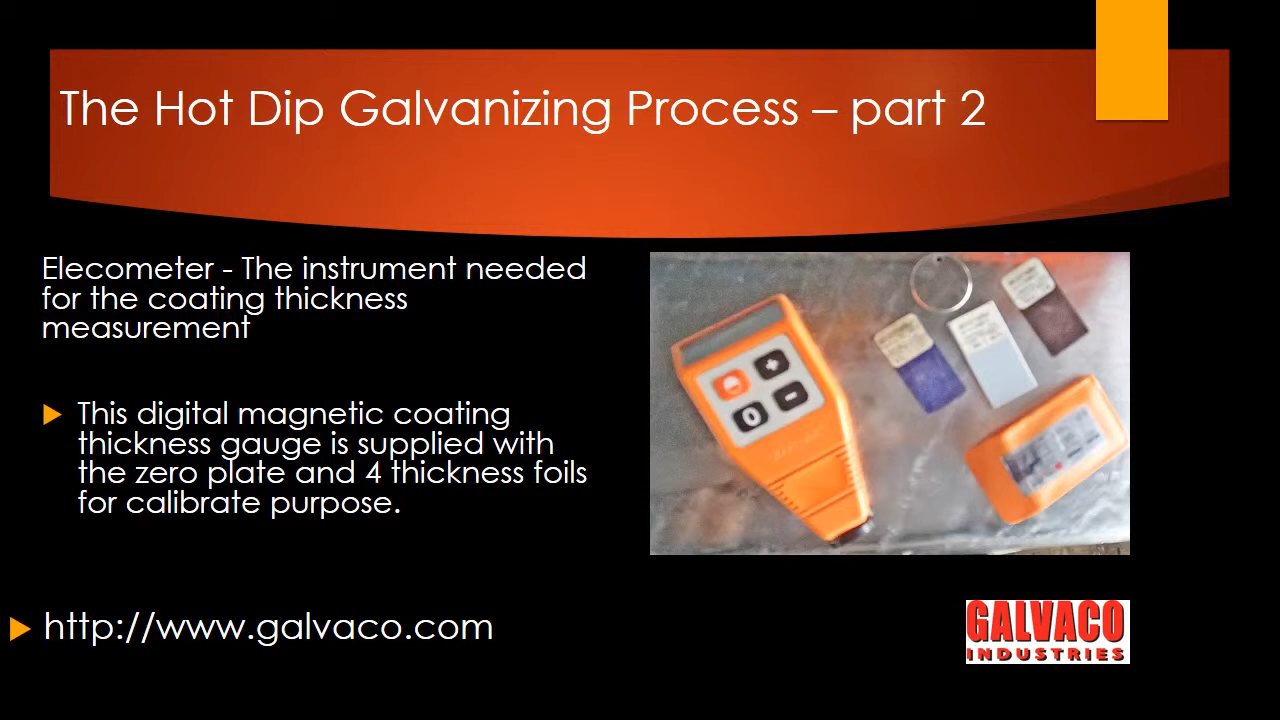 The Hot Dip Galvanizing Process – part 2
Elecometer - The instrument needed
for the coating thickness
measurement
This digital magnetic coating
thickness gauge is supplied with
the zero plate and 4 thickness foils
for calibrate purpose.
http://www.galvaco.com
GALVACO
INDUSTRIES